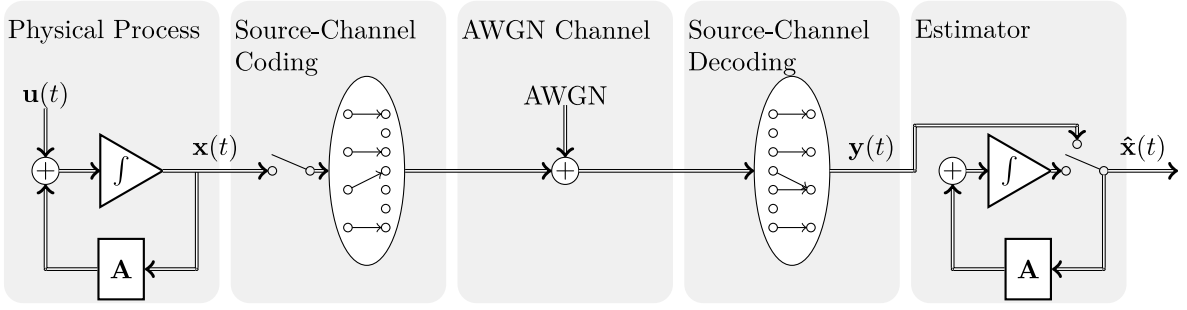 Physical Process
Source-Channel
Coding
AWGN Channel
Source-Channel
Decoding
Estimator
u(t)
AWGN
x(t)
y(t)
x̂(t)
+
∫
+
+
∫
A
A